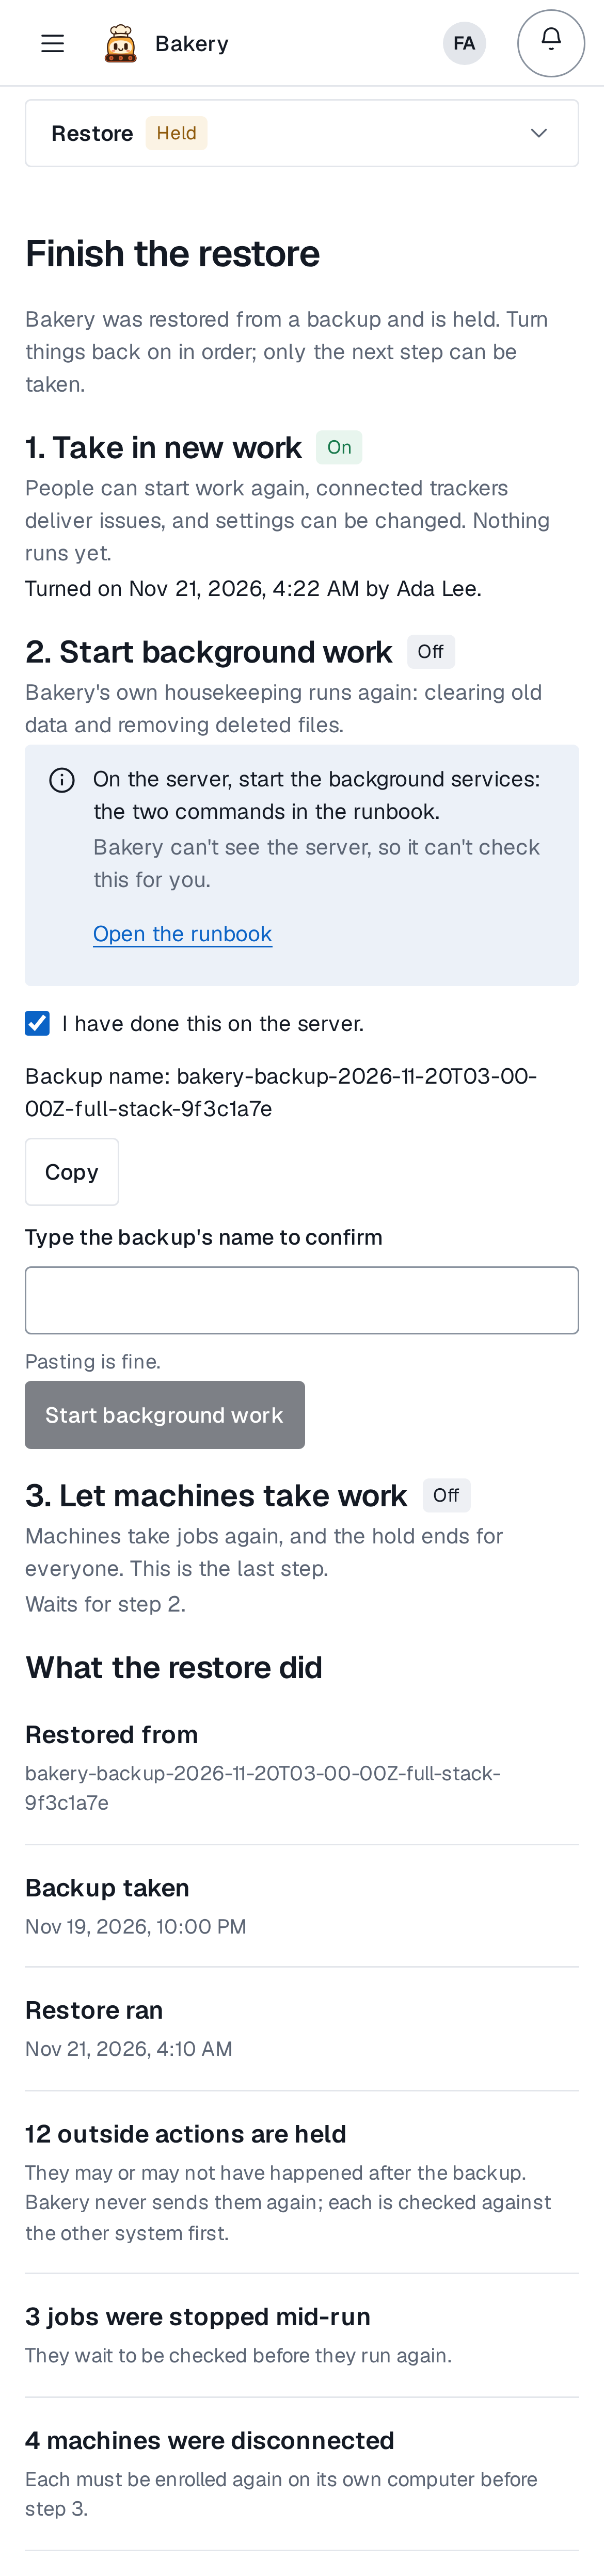 Bakery
FA
Restore Held
Finish the restore
Bakery was restored from a backup and is held. Turn
things back on in order; only the next step can be
taken.
1. Take in new work On
People can start work again, connected trackers
deliver issues, and settings can be changed. Nothing
runs yet.
Turned on Nov 21, 2026, 4:22 AM by Ada Lee.
2. Start background work Off
Bakery's own housekeeping runs again: clearing old
data and removing deleted files.
On the server, start the background services:
the two commands in the runbook.
Bakery can't see the server, so it can't check
this for you.
Open the runbook
I have done this on the server.
Backup name: bakery-backup-2026-11-20T03-00-
00Z-full-stack-9f3c1a7e
Copy
Type the backup's name to confirm
Pasting is fine.
Start background work
3. Let machines take work Off
Machines take jobs again, and the hold ends for
everyone. This is the last step.
Waits for step 2.
What the restore did
Restored from
bakery-backup-2026-11-20T03-00-00Z-full-stack-
9f3c1a7e
Backup taken
Nov 19, 2026, 10:00 PM
Restore ran
Nov 21, 2026, 4:10 AM
12 outside actions are held
They may or may not have happened after the backup.
Bakery never sends them again; each is checked against
the other system first.
3 jobs were stopped mid-run
They wait to be checked before they run again.
4 machines were disconnected
Each must be enrolled again on its own computer before
step 3.